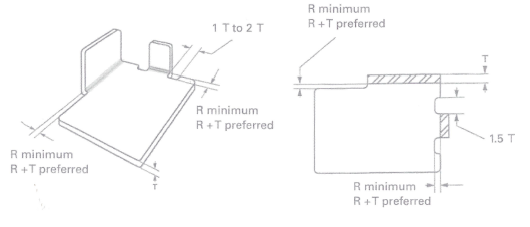 1 T to 2 T
R minimum
R +T preferred
R minimum
R +T preferred
T
R minimum
R +T preferred
T
1.5 T
R minimum
R +T preferred